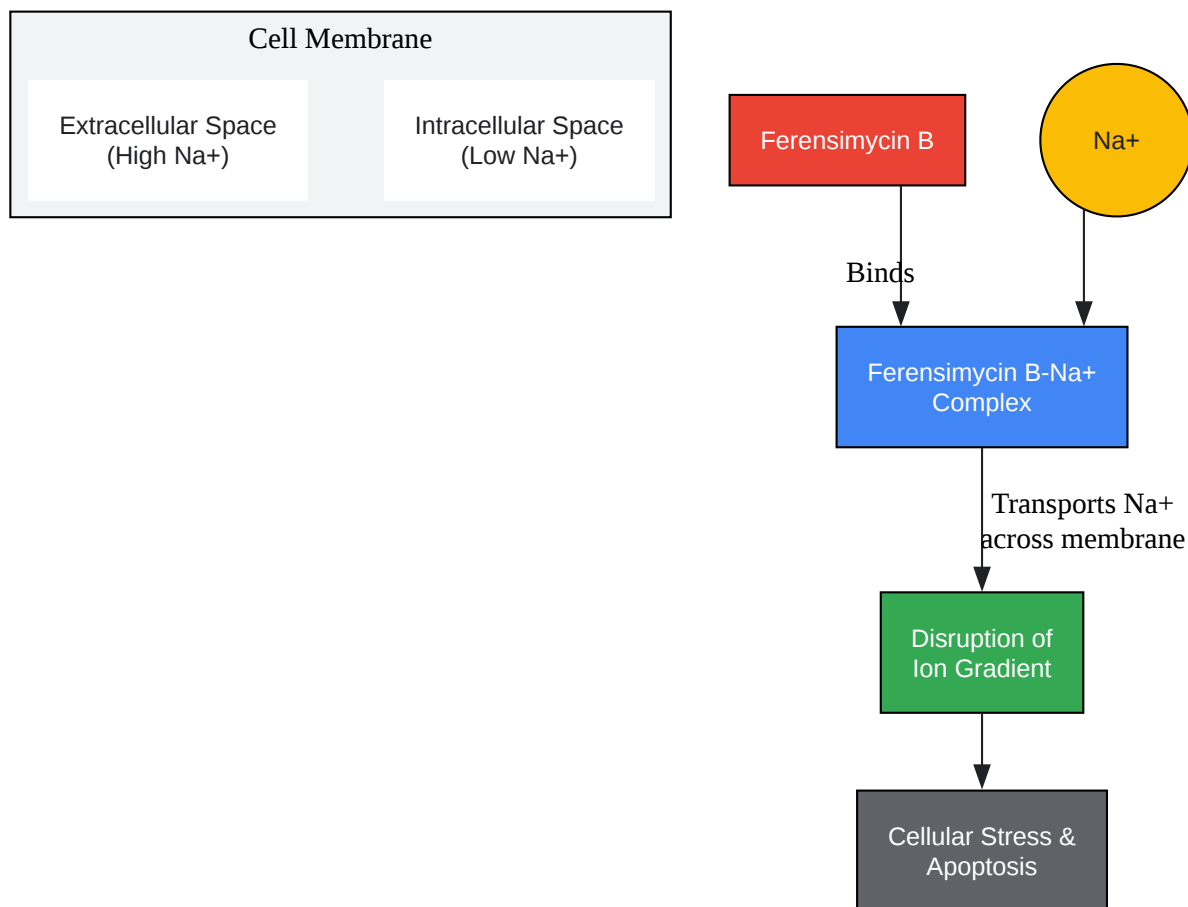 Cell Membrane
Extracellular Space
(High Na+)
Intracellular Space
(Low Na+)
Ferensimycin B
Na+
Binds
Ferensimycin B-Na+
Complex
Transports Na+
across membrane
Disruption of
Ion Gradient
Cellular Stress &
Apoptosis